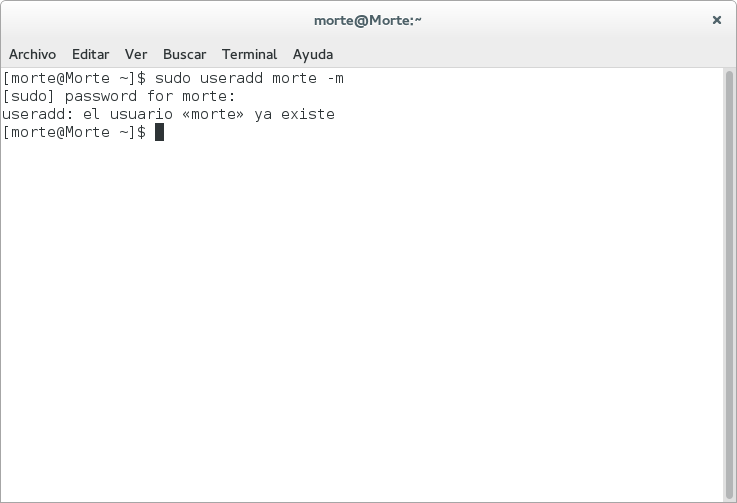 morte@Morte:~
Archivo Editar Ver Buscar Terminal Ayuda
[morte@Morte ~]$ sudo useradd morte -m
[sudo] password for morte:
useradd: el usuario «morte» ya existe
[morte@Morte ~]$